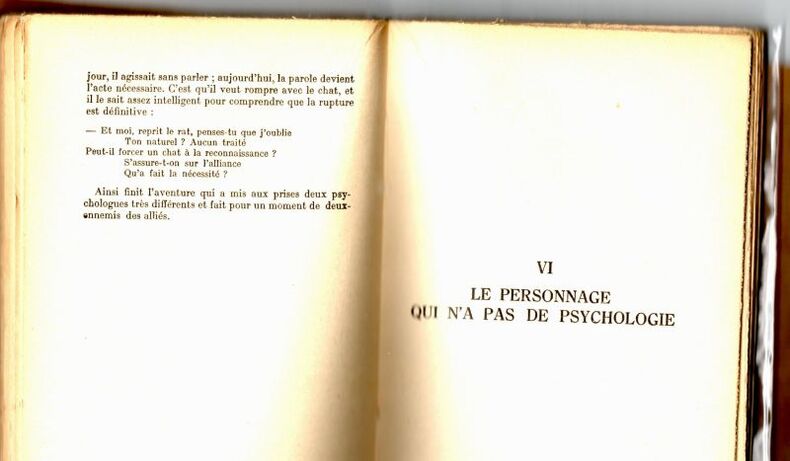 jour, il agissait sans parler ; aujourd'hui, la parole devient
l'acte nécessaire. C'est qu'il veut rompre avec le chat, et
il le sait assez intelligent pour comprendre que la rupture
est définitive :
— Et moi, reprit le rat, penses-tu que j'oublie
Ton naturel ? Aucun traité
Peut-il forcer un chat à la reconnaissance ?
S'assure-t-on sur l'alliance
Qu'a fait la nécessité ?
Ainsi finit l'aventure qui a mis aux prises deux psy-
chologues très différents et fait pour un moment de deux-
ennemis des alliés.
VI
LE PERSONNAGE
QUI N'A PAS DE PSYCHOLOGIE